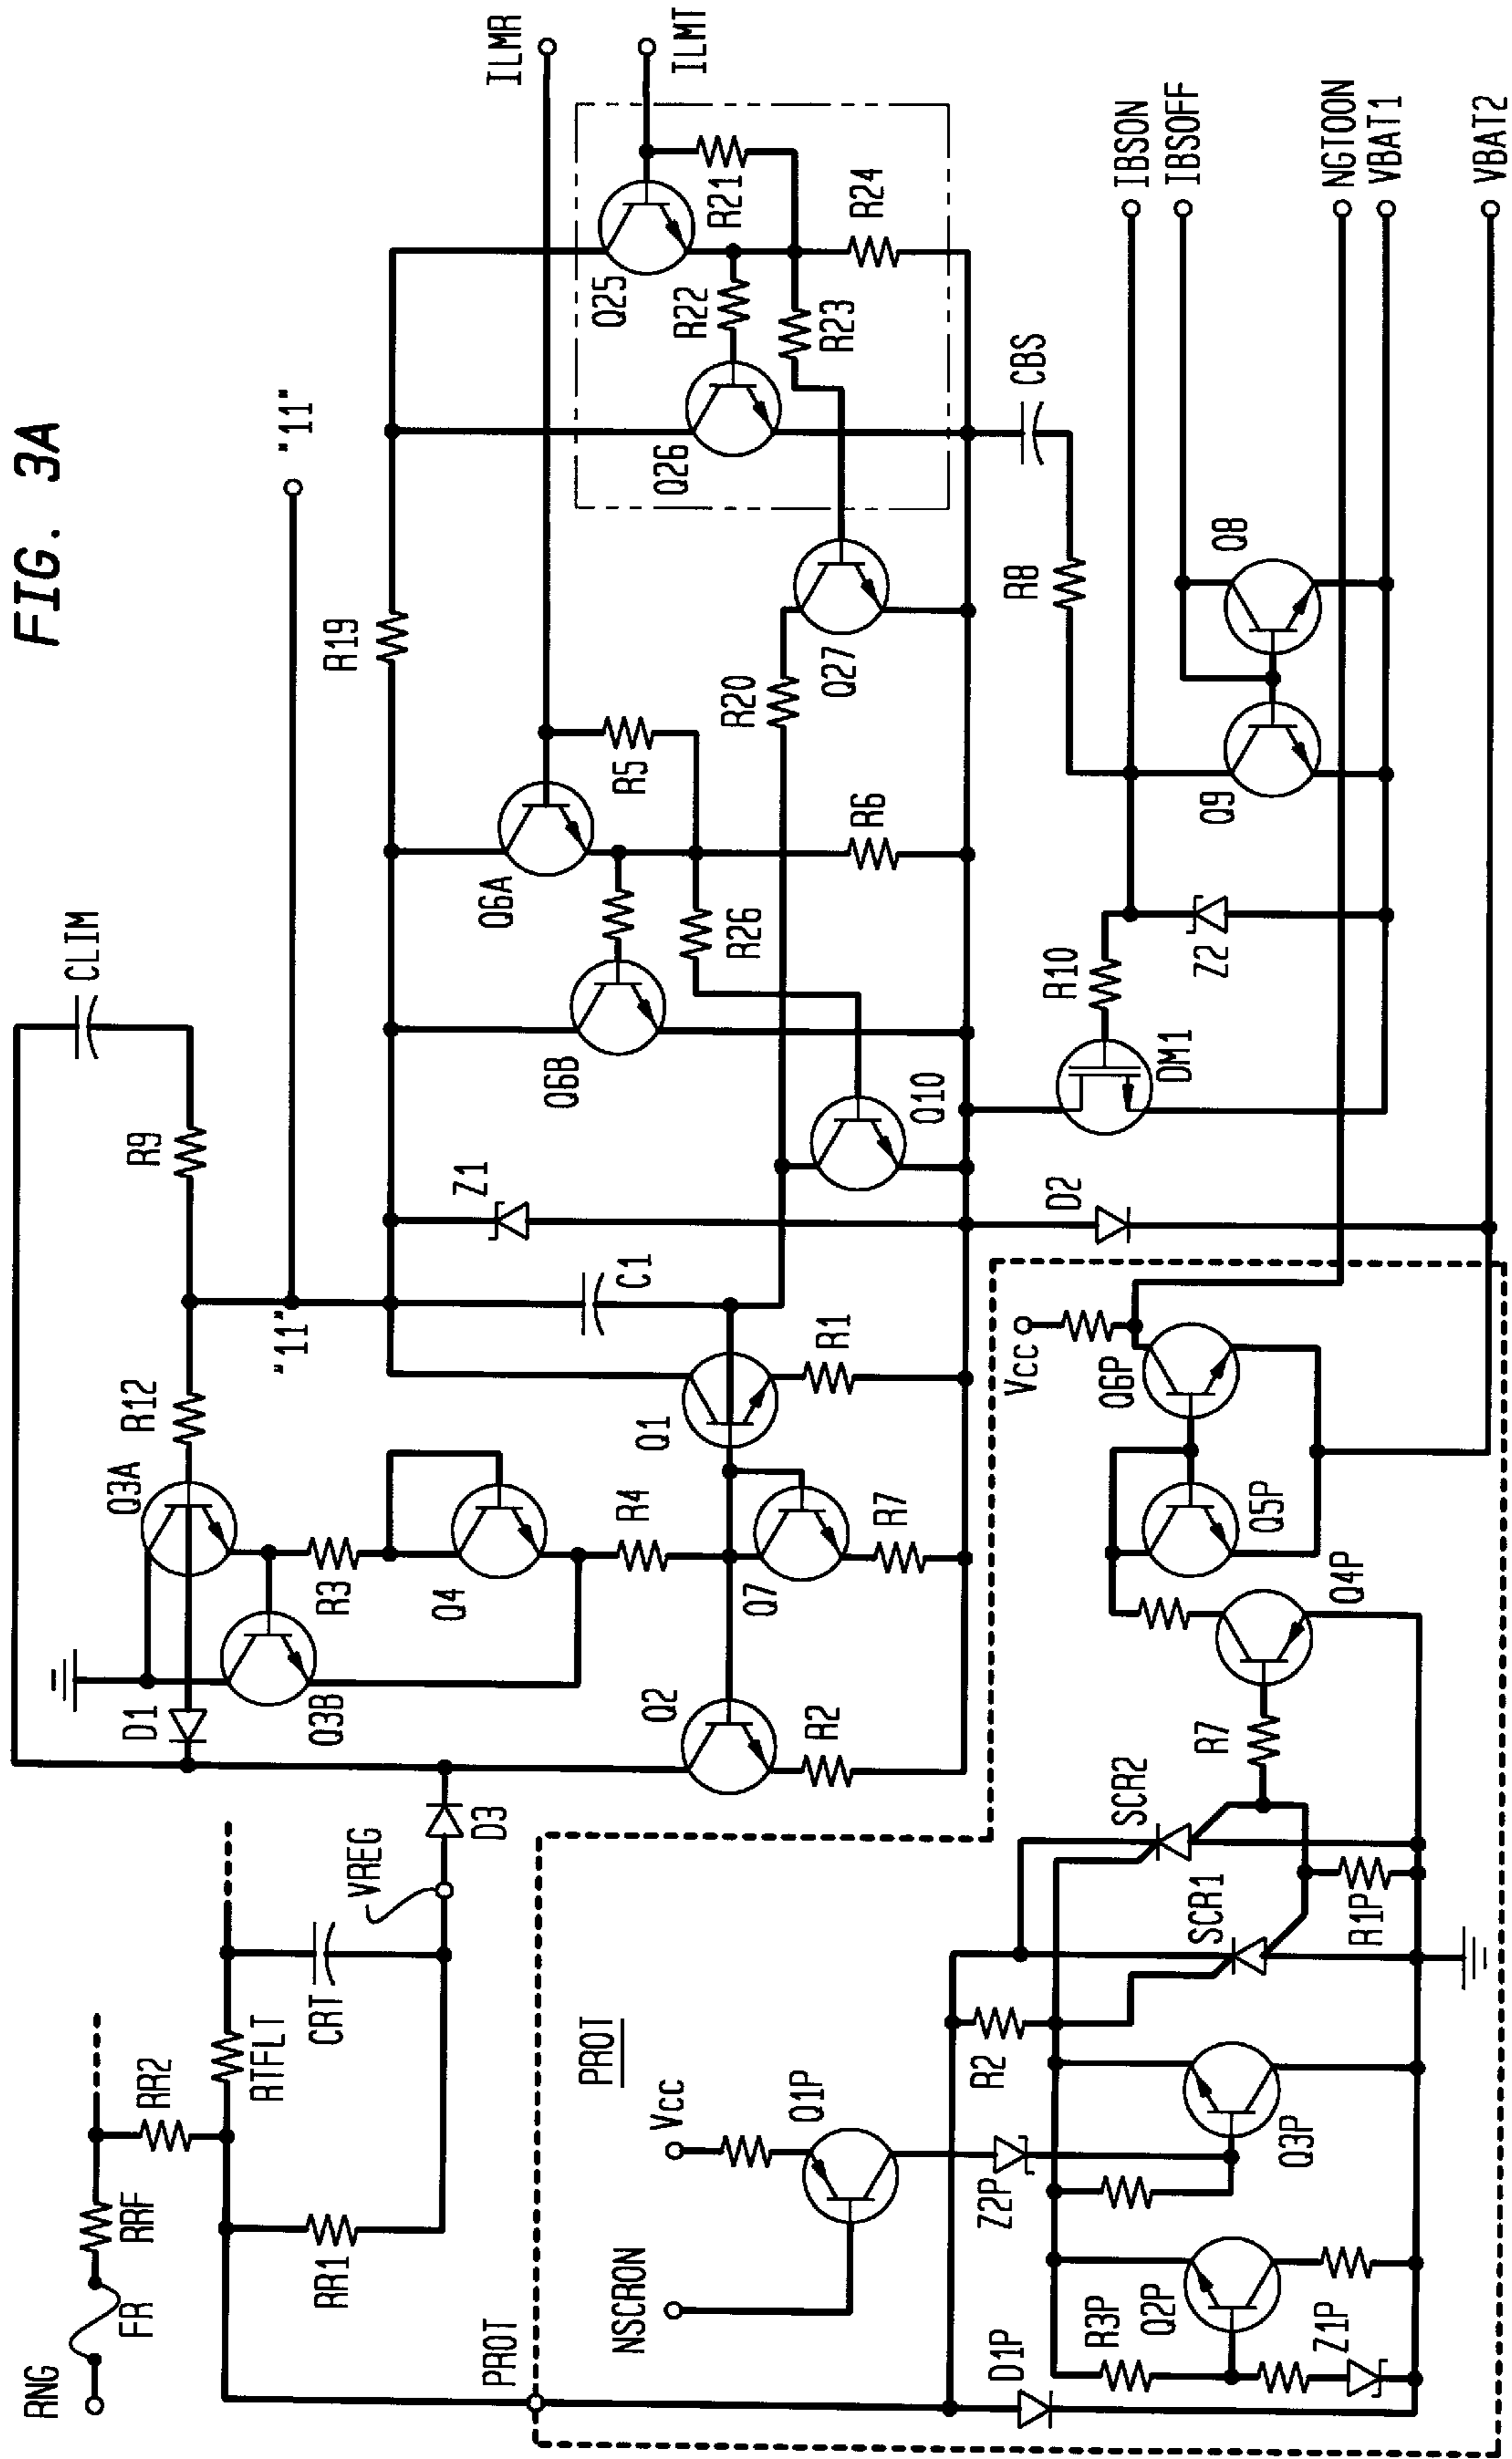 FIG. 3A
RNG
FR
RRF
RR2
RR1
RTFLT
CRT
VREG
D3
D1
Q3A
Q3B
R12
R9
CLIM
"11"
"11"
R3
Q4
R4
Q7
R7
Q2
R2
Q1
R1
C1
Z1
R19
Q6A
Q6B
R5
R26
R6
Q10
R20
Q27
ILMR
ILMT
Q25
Q26
R21
R22
R23
R24
CBS
R8
IBSON
IBSOFF
NGTOON
VBAT1
VBAT2
Q8
Q9
Z2
R10
DM1
D2
PROT
PROT
NSCRON
Vcc
Q1P
Z2P
D1P
R3P
Q2P
Z1P
Q3P
R2
SCR1
SCR2
R1P
R7
Q4P
Q5P
Q6P
Vcc